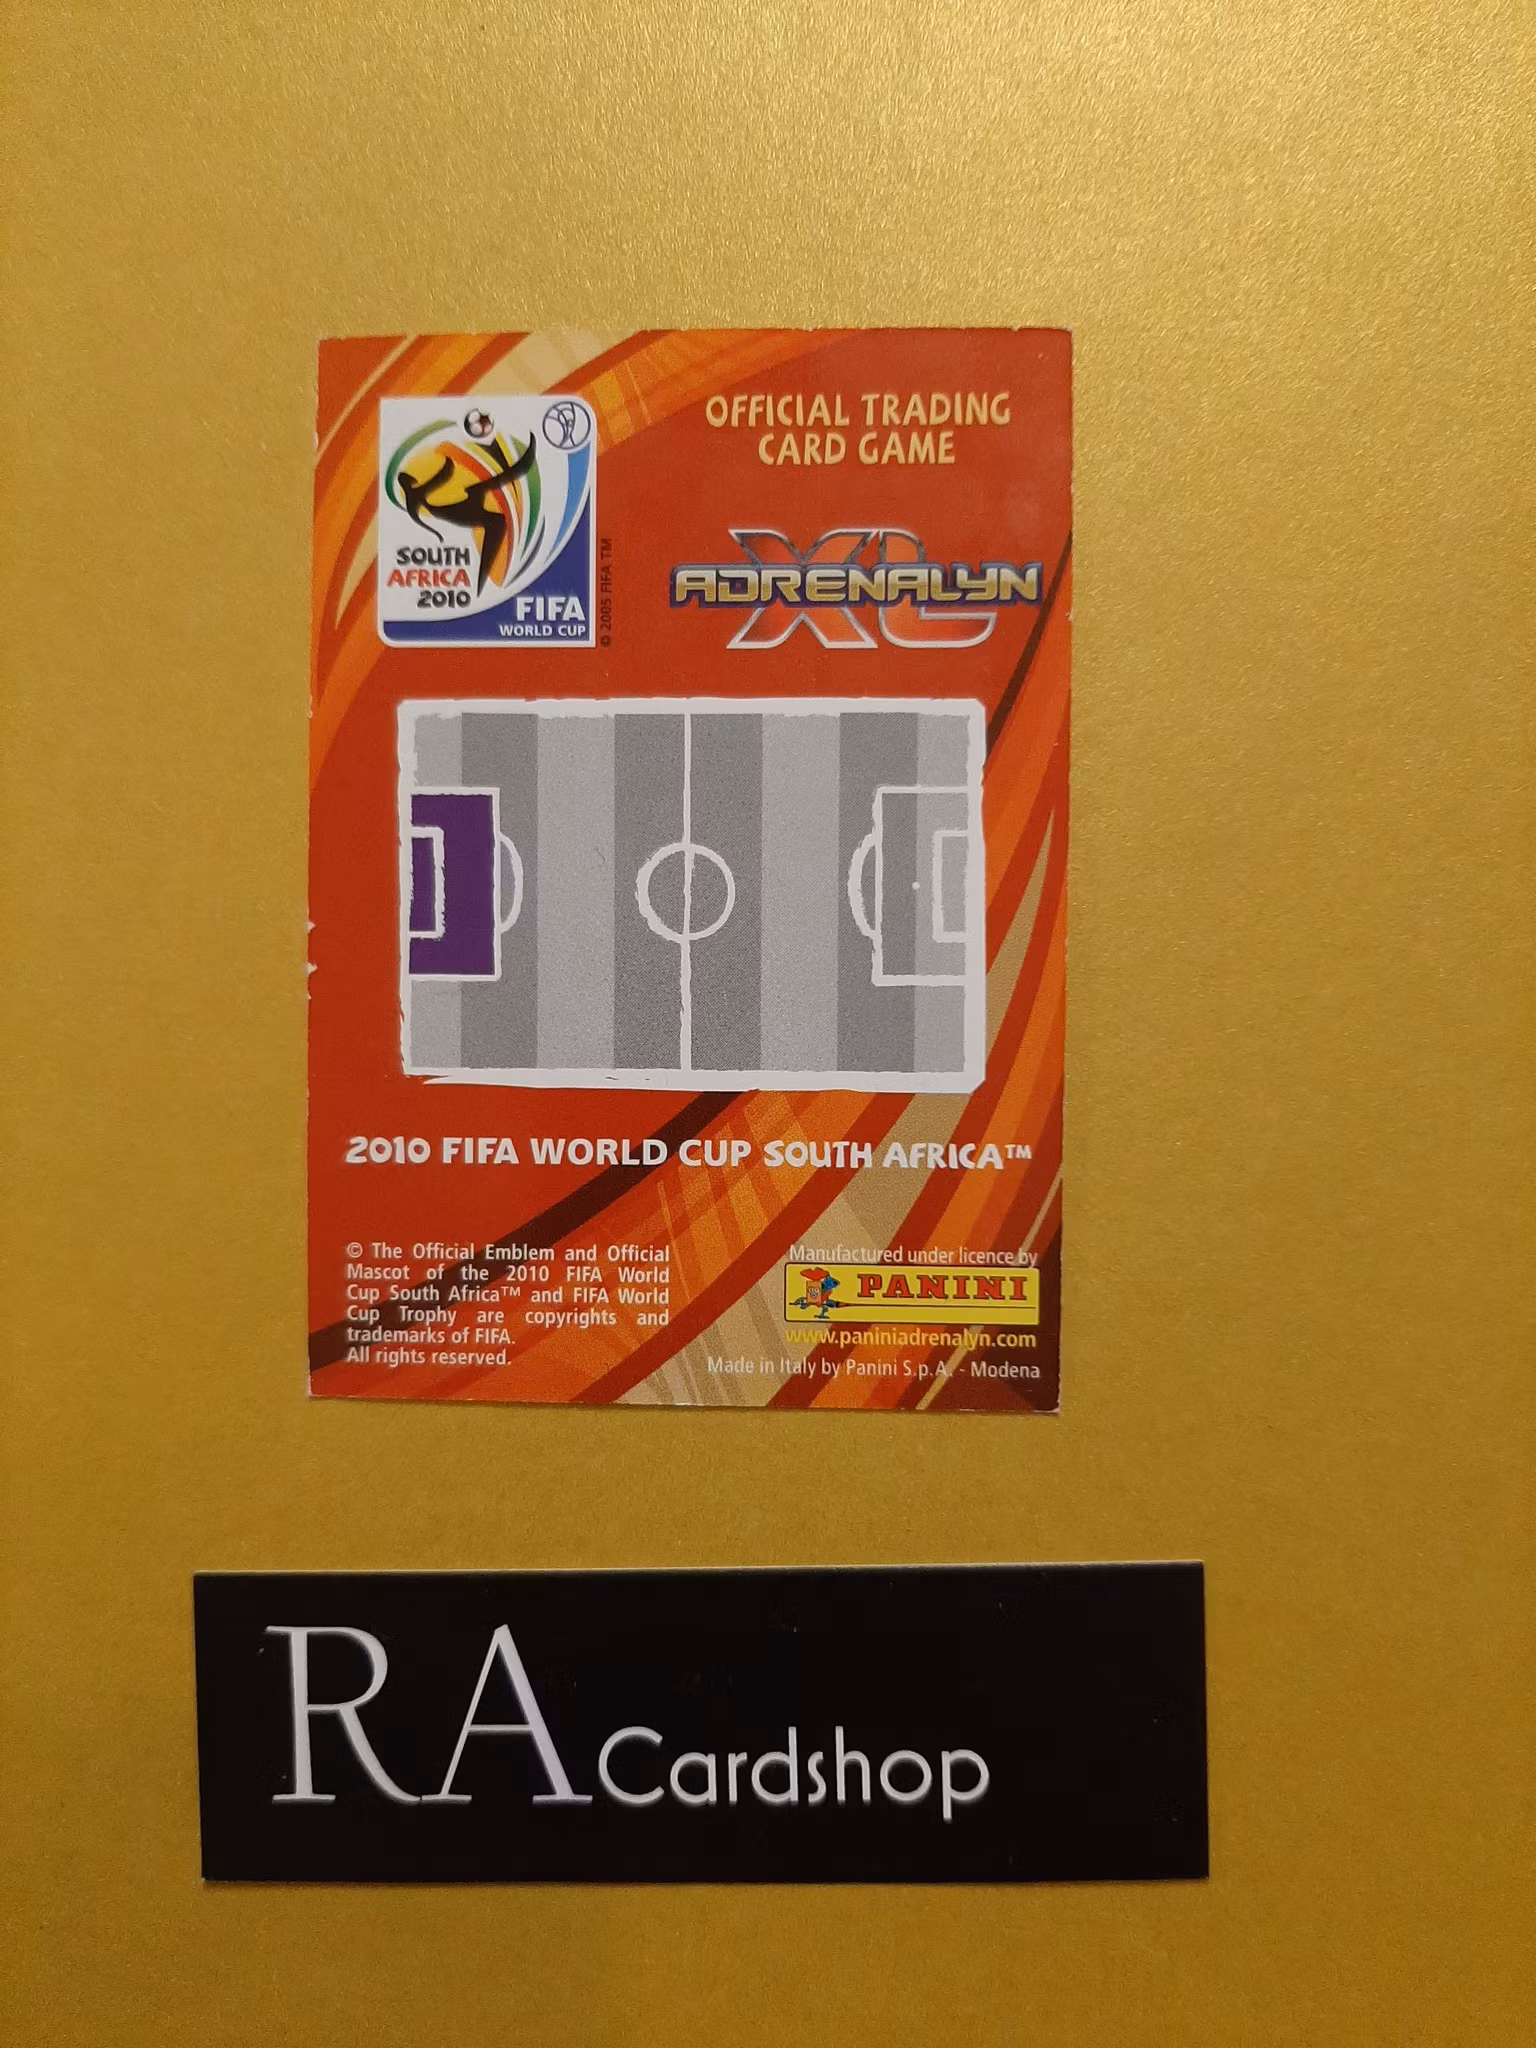 OFFICIAL TRADING
CARD GAME
SOUTH
AFRICA
2010
FIFA
WORLD CUP
© 2005 FIFA TM
ADRENALYN
XL
2010 FIFA WORLD CUP SOUTH AFRICA™
© The Official Emblem and Official
Mascot of the 2010 FIFA World
Cup South Africa™ and FIFA World
Cup Trophy are copyrights and
trademarks of FIFA.
All rights reserved.
Manufactured under licence by
PANINI
www.paniniadrenalyn.com
Made in Italy by Panini S.p.A. - Modena
RA Cardshop